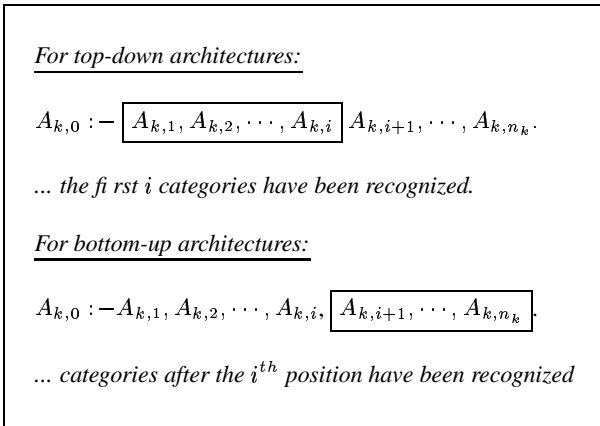 For top-down architectures:
A_{k,0} :- A_{k,1}, A_{k,2}, ⋯, A_{k,i} A_{k,i+1}, ⋯, A_{k,n_k}.
... the fi rst i categories have been recognized.
For bottom-up architectures:
A_{k,0} :-A_{k,1}, A_{k,2}, ⋯, A_{k,i}, A_{k,i+1}, ⋯, A_{k,n_k}.
... categories after the i^{th} position have been recognized